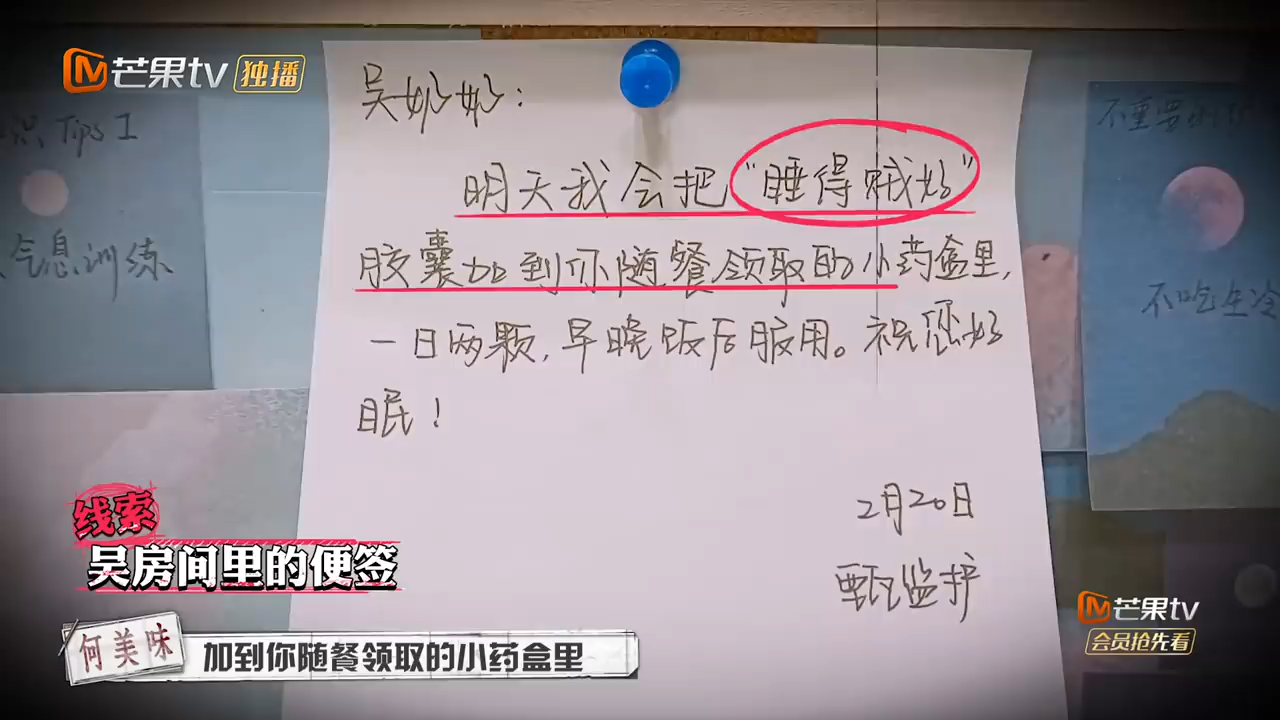 芒果tv 独播
吴奶奶：
明天我会把“睡得贼好”
胶囊加到你随餐领取的小药盒里，
一日两颗，早晚饭后服用。祝您好
眠！
2月20日
甄监护
识 Tips 1
气息训练
不重要的
不吃生冷
线索
吴房间里的便签
何美味
加到你随餐领取的小药盒里
芒果tv
会员抢先看